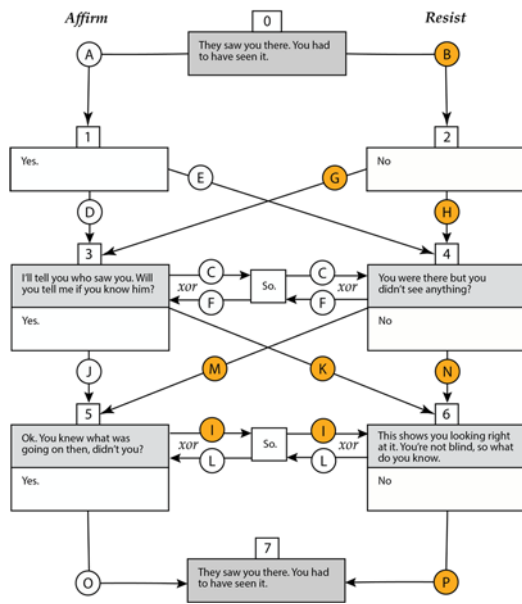 Affirm
0
Resist
They saw you there. You had
to have seen it.
A
B
1
2
Yes.
No
E
G
D
H
3
4
I'll tell you who saw you. Will
you tell me if you know him?
C
xor
F
So.
C
xor
F
You were there but you
didn't see anything?
Yes.
No
J
M
K
N
5
6
Ok. You knew what was
going on then, didn't you?
I
xor
L
So.
I
xor
L
This shows you looking right
at it. You're not blind, so what
do you know.
Yes.
No
7
O
They saw you there. You had
to have seen it.
P